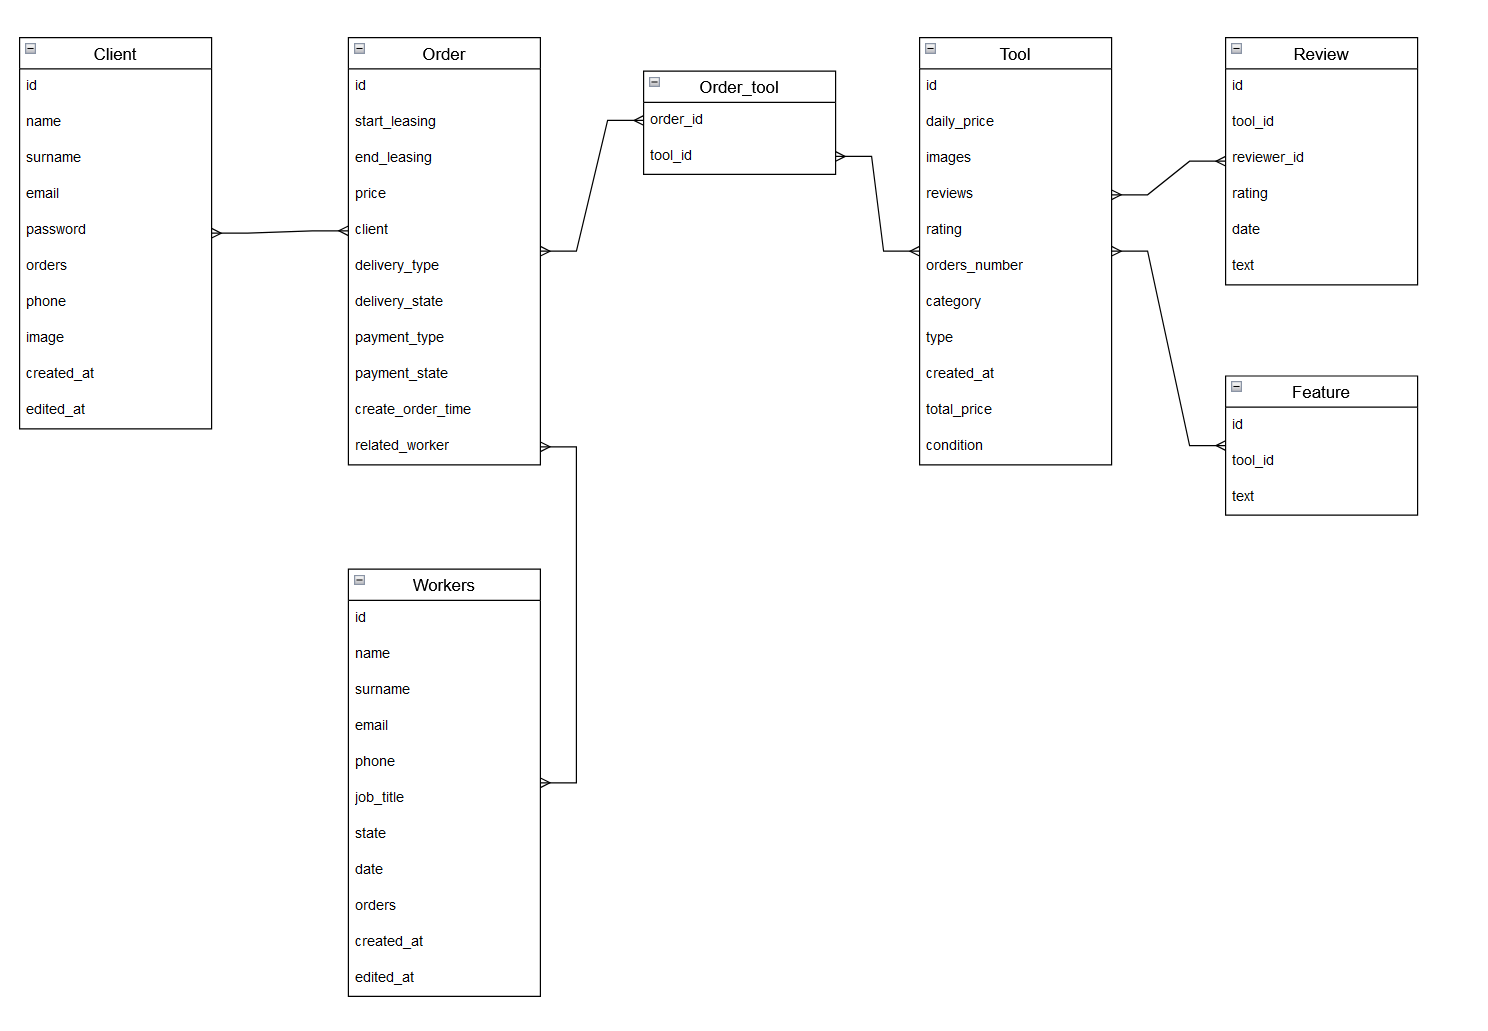 Client
id
name
surname
email
password
orders
phone
image
created_at
edited_at
Order
id
start_leasing
end_leasing
price
client
delivery_type
delivery_state
payment_type
payment_state
create_order_time
related_worker
Order_tool
order_id
tool_id
Tool
id
daily_price
images
reviews
rating
orders_number
category
type
created_at
total_price
condition
Review
id
tool_id
reviewer_id
rating
date
text
Feature
id
tool_id
text
Workers
id
name
surname
email
phone
job_title
state
date
orders
created_at
edited_at